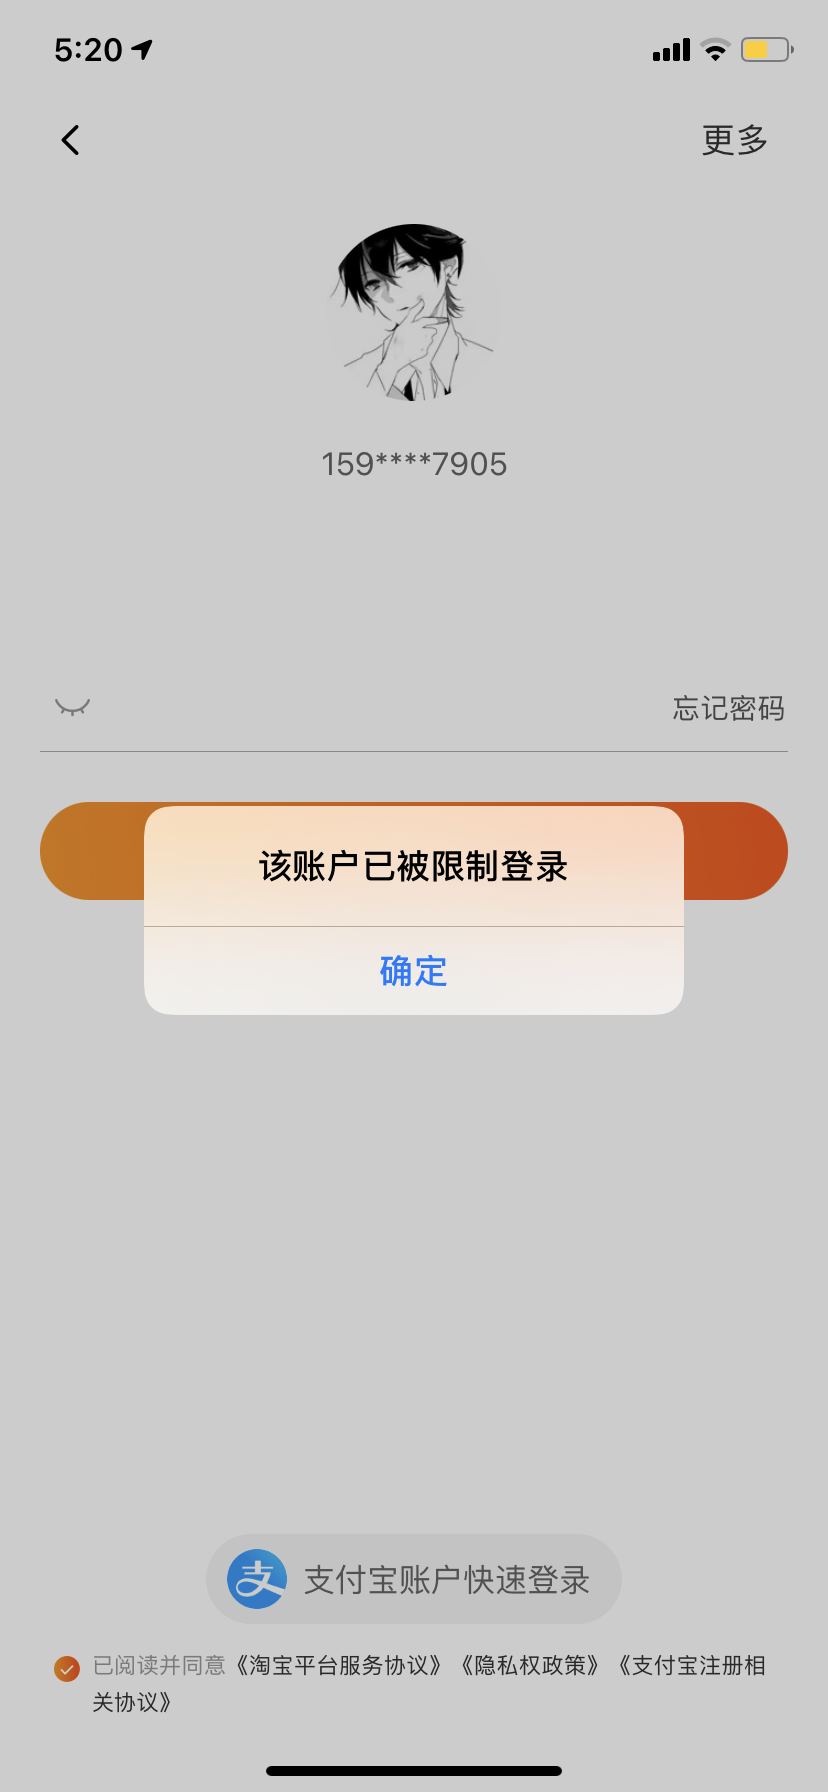 5:20
更多
159****7905
忘记密码
该账户已被限制登录
确定
支 支付宝账户快速登录
已阅读并同意《淘宝平台服务协议》《隐私权政策》《支付宝注册相
关协议》